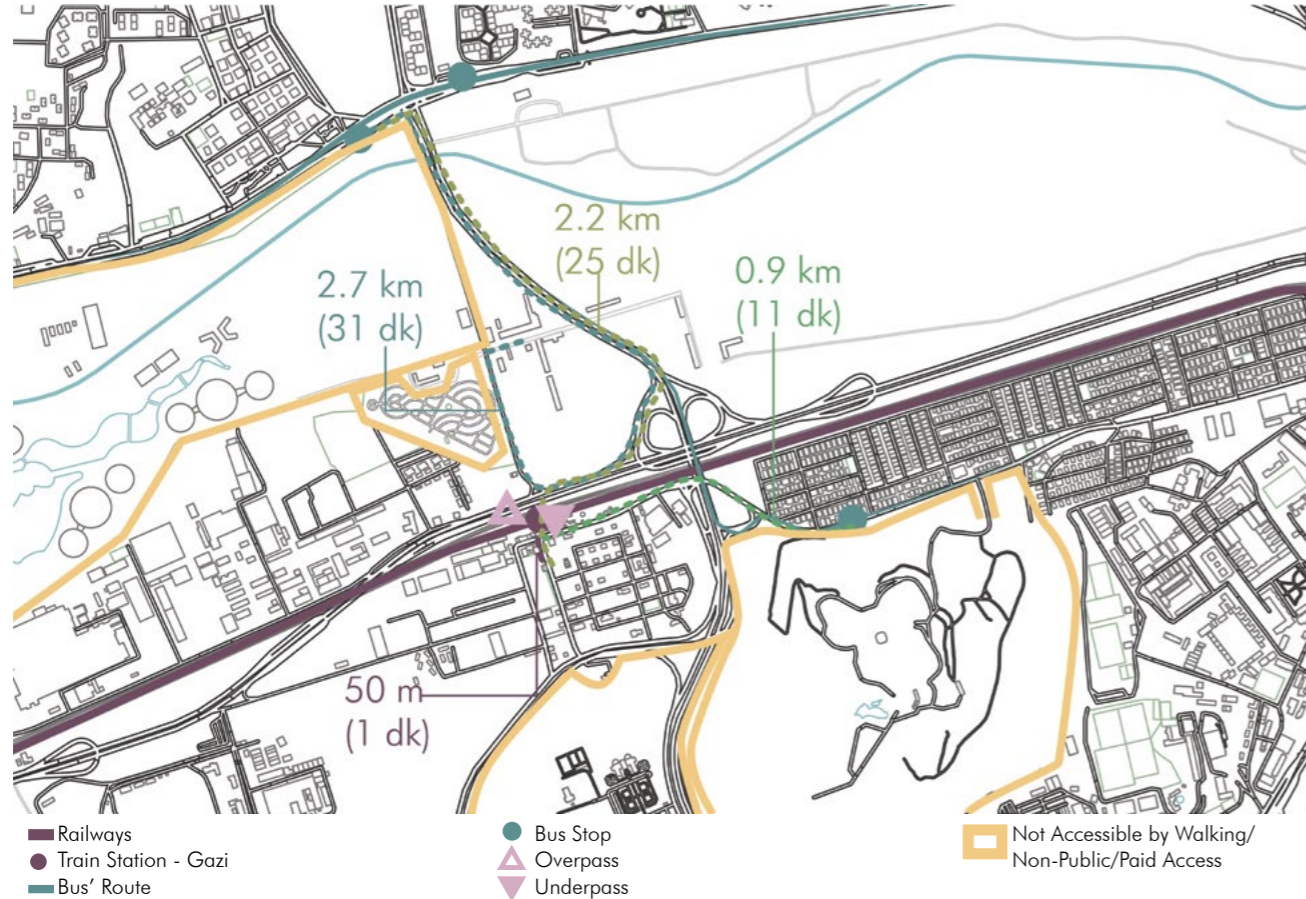 2.2 km
(25 dk)
0.9 km
(11 dk)
2.7 km
(31 dk)
50 m
(1 dk)
Railways
Train Station - Gazi
Bus' Route
Bus Stop
Overpass
Underpass
Not Accessible by Walking/
Non-Public/Paid Access